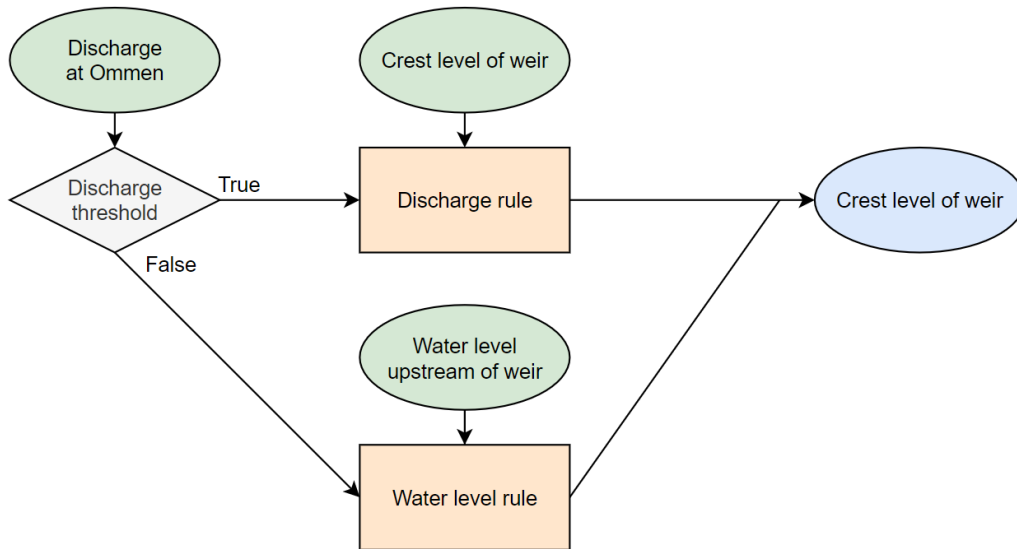 Discharge
at Ommen
Crest level of weir
Discharge
threshold
True
Discharge rule
Crest level of weir
False
Water level
upstream of weir
Water level rule